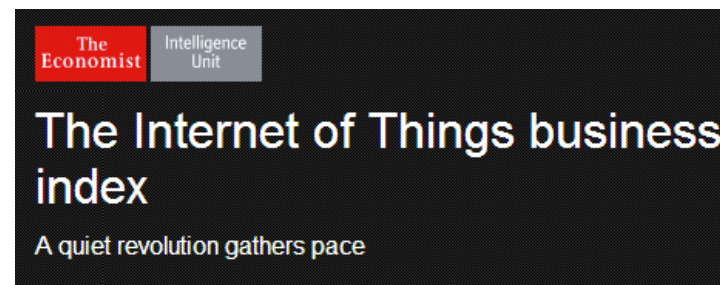 The
Economist
Intelligence
Unit
The Internet of Things business
index
A quiet revolution gathers pace